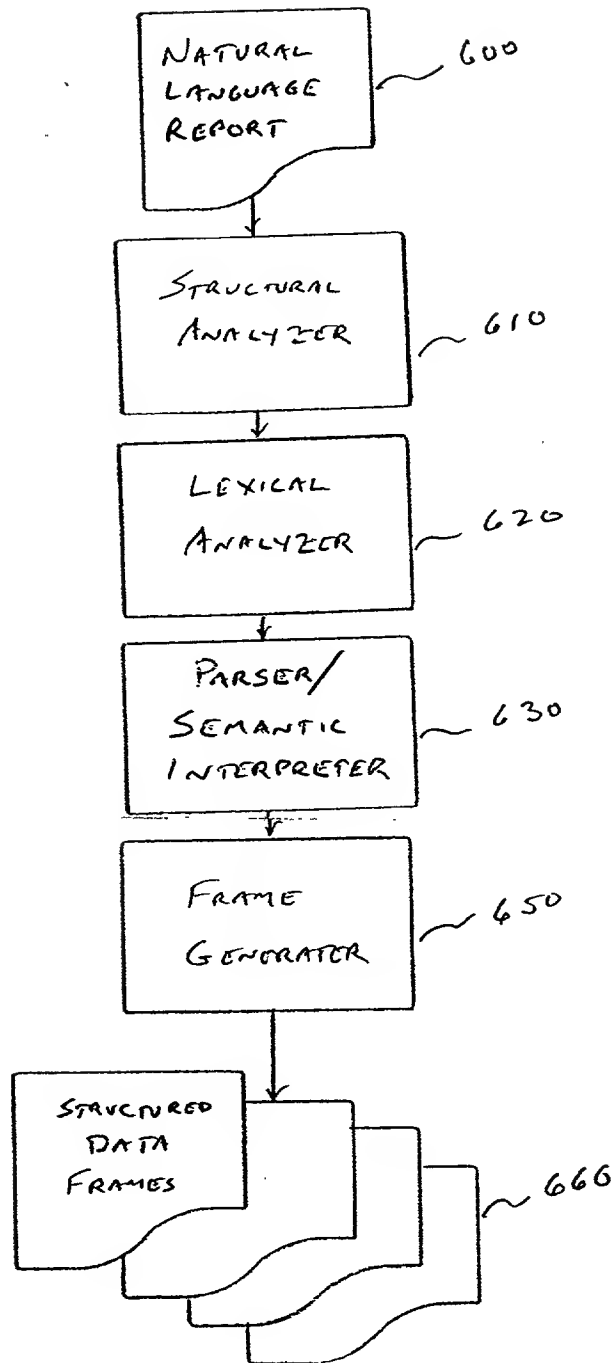 NATURAL
LANGUAGE
REPORT
600
STRUCTURAL
ANALYZER
610
LEXICAL
ANALYZER
620
PARSER/
SEMANTIC
INTERPRETER
630
FRAME
GENERATER
650
STRUCTURED
DATA
FRAMES
660